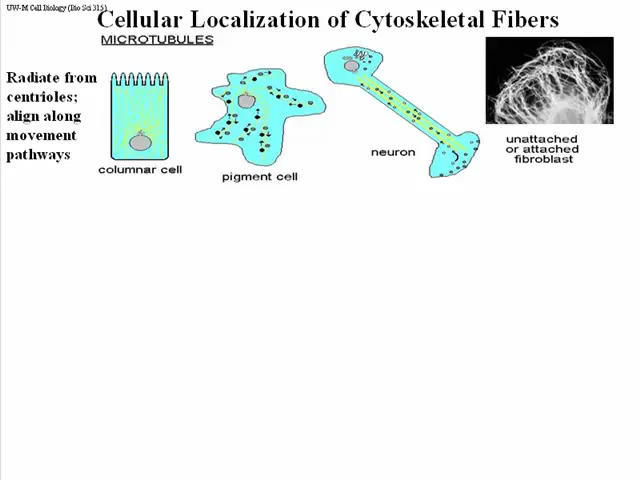 UW-M Cell Biology (Bio Sci 315)
Cellular Localization of Cytoskeletal Fibers
MICROTUBULES
Radiate from
centrioles;
align along
movement
pathways
columnar cell
pigment cell
neuron
unattached
or attached
fibroblast